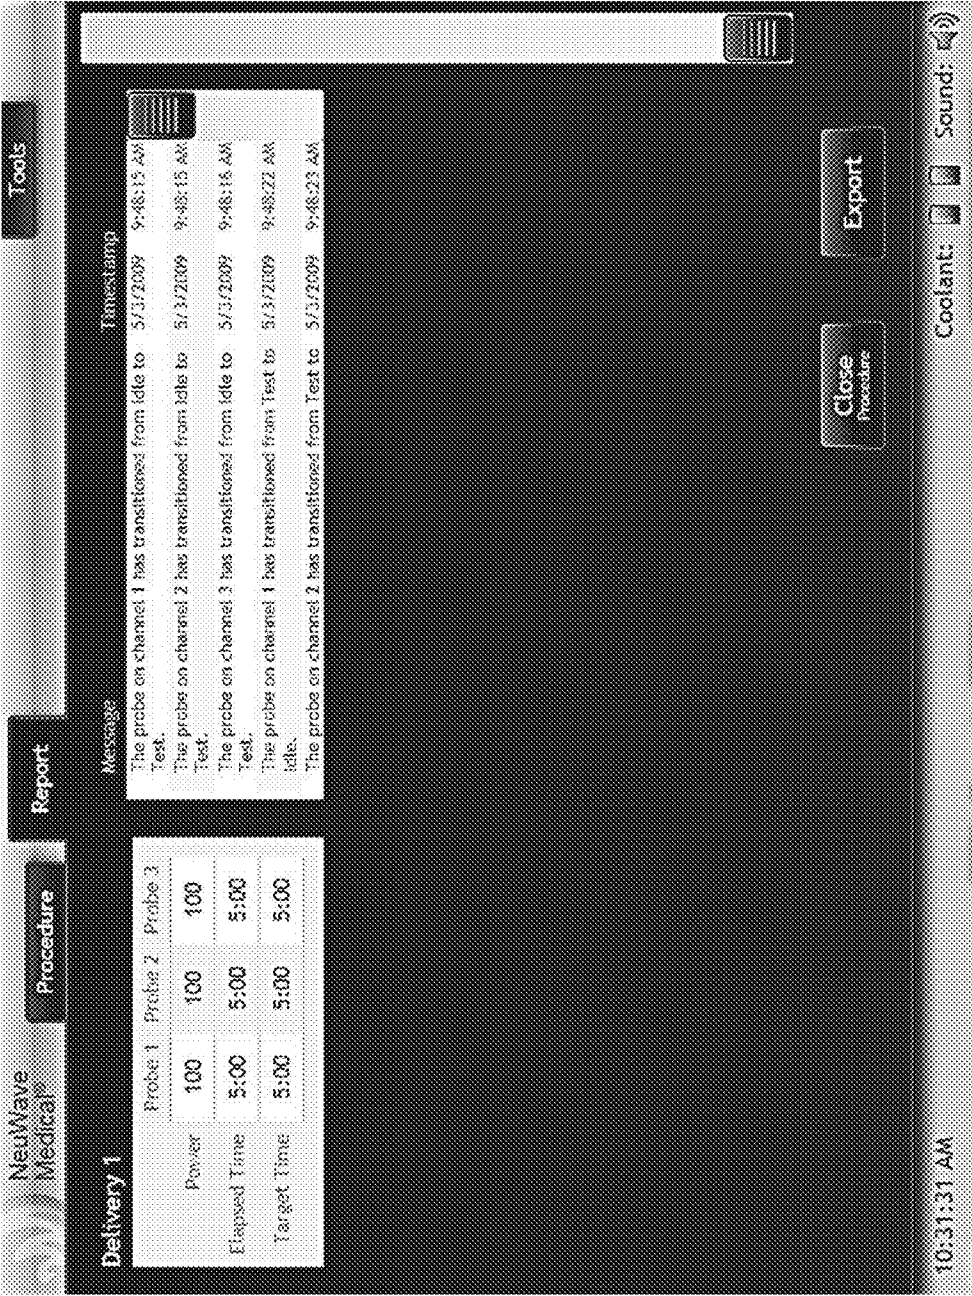 NeuWave
Medical®
Procedure
Report
Tools
Delivery 1
Probe 1 Probe 2 Probe 3
Power 100 100 100
Elapsed Time 5:00 5:00 5:00
Target Time 5:00 5:00 5:00
Message Timestamp
The probe on channel 1 has transitioned from Idle to 5/3/2009 9:48:15 AM
Test.
The probe on channel 2 has transitioned from Idle to 5/3/2009 9:48:15 AM
Test.
The probe on channel 3 has transitioned from Idle to 5/3/2009 9:48:16 AM
Test.
The probe on channel 1 has transitioned from Test to 5/3/2009 9:48:22 AM
Idle.
The probe on channel 2 has transitioned from Test to 5/3/2009 9:48:23 AM
Close
Procedure
Export
10:31:31 AM
Coolant:
Sound: